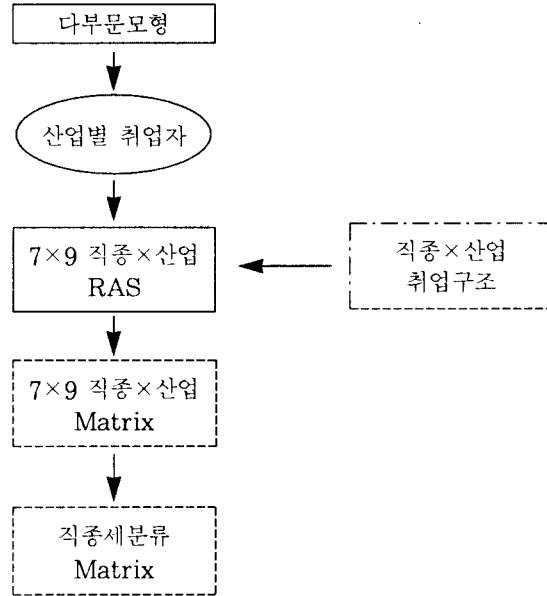 다부문모형
산업별 취업자
7×9 직종×산업
RAS
직종×산업
취업구조
7×9 직종×산업
Matrix
직종세분류
Matrix